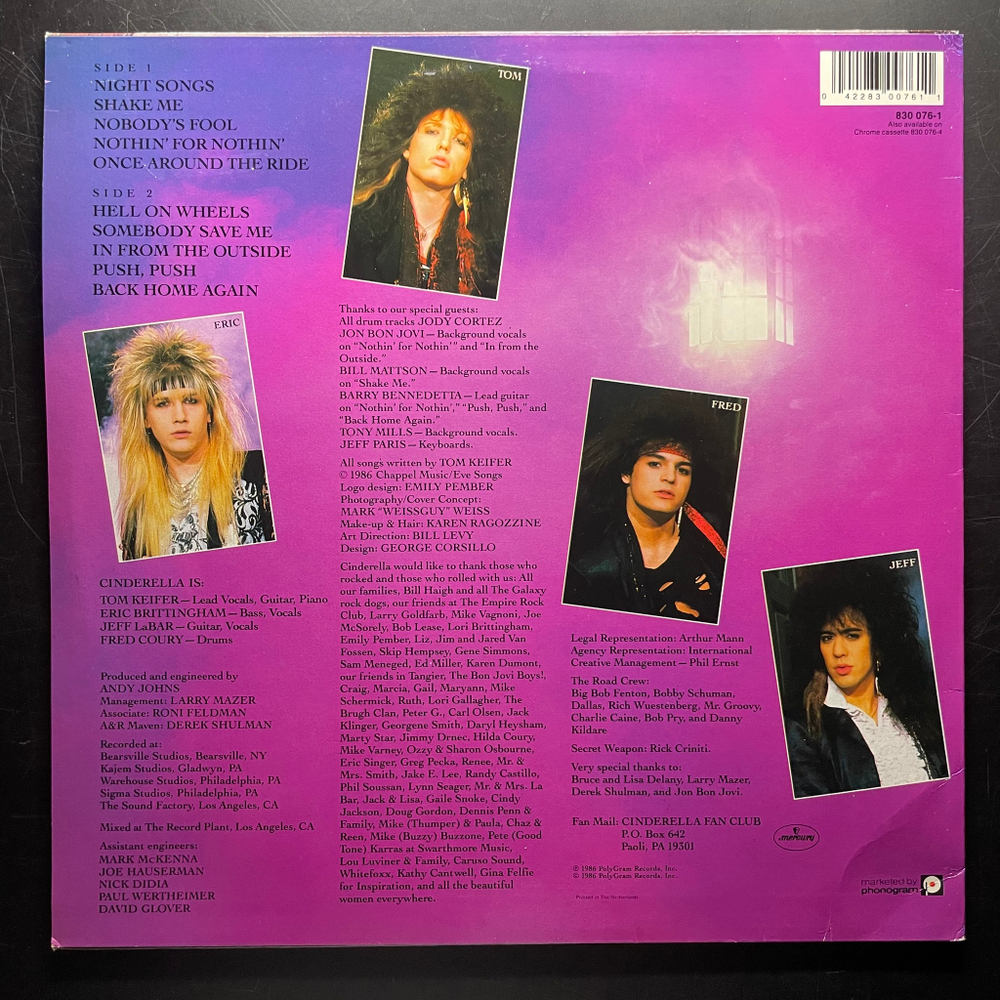 SIDE 1
NIGHT SONGS
SHAKE ME
NOBODY'S FOOL
NOTHIN' FOR NOTHIN'
ONCE AROUND THE RIDE
SIDE 2
HELL ON WHEELS
SOMEBODY SAVE ME
IN FROM THE OUTSIDE
PUSH, PUSH
BACK HOME AGAIN
ERIC
CINDERELLA IS:
TOM KEIFER—Lead Vocals, Guitar, Piano
ERIC BRITTINGHAM—Bass, Vocals
JEFF LaBAR—Guitar, Vocals
FRED COURY—Drums
Produced and engineered by
ANDY JOHNS
Management: LARRY MAZER
Associate: RONI FELDMAN
A&R Maven: DEREK SHULMAN
Recorded at:
Bearsville Studios, Bearsville, NY
Kajem Studios, Gladwyn, PA
Warehouse Studios, Philadelphia, PA
Sigma Studios, Philadelphia, PA
The Sound Factory, Los Angeles, CA
Mixed at The Record Plant, Los Angeles, CA
Assistant engineers:
MARK McKENNA
JOE HAUSERMAN
NICK DIDIA
PAUL WERTHEIMER
DAVID GLOVER
TOM
Thanks to our special guests:
All drum tracks JODY CORTEZ
JON BON JOVI—Background vocals
on "Nothin' for Nothin'" and "In from the
Outside."
BILL MATTSON—Background vocals
on "Shake Me."
BARRY BENNEDETTA—Lead guitar
on "Nothin' for Nothin'," "Push, Push," and
"Back Home Again."
TONY MILLS—Background vocals.
JEFF PARIS—Keyboards.
All songs written by TOM KEIFER
© 1986 Chappel Music/Eve Songs
Logo design: EMILY PEMBER
Photography/Cover Concept:
MARK "WEISSGUY" WEISS
Make-up & Hair: KAREN RAGOZZINE
Art Direction: BILL LEVY
Design: GEORGE CORSILLO
Cinderella would like to thank those who
rocked and those who rolled with us: All
our families, Bill Haigh and all The Galaxy
rock dogs, our friends at The Empire Rock
Club, Larry Goldfarb, Mike Vagnoni, Joe
McSorely, Bob Lease, Lori Brittingham,
Emily Pember, Liz, Jim and Jared Van
Fossen, Skip Hempsey, Gene Simmons,
Sam Meneged, Ed Miller, Karen Dumont,
our friends in Tangier, The Bon Jovi Boys!,
Craig, Marcia, Gail, Maryann, Mike
Schermick, Ruth, Lori Gallagher, The
Brugh Clan, Peter G., Carl Olsen, Jack
Klinger, Georgene Smith, Daryl Heysham,
Marty Star, Jimmy Drnec, Hilda Coury,
Mike Varney, Ozzy & Sharon Osbourne,
Eric Singer, Greg Pecka, Renee, Mr. &
Mrs. Smith, Jake E. Lee, Randy Castillo,
Phil Soussan, Lynn Seager, Mr. & Mrs. La
Bar, Jack & Lisa, Gaile Snoke, Cindy
Jackson, Doug Gordon, Dennis Penn &
Family, Mike (Thumper) & Paula, Chaz &
Reen, Mike (Buzzy) Buzzone, Pete (Good
Tone) Karras at Swarthmore Music,
Lou Luviner & Family, Caruso Sound,
Whitefoxx, Kathy Cantwell, Gina Felfie
for Inspiration, and all the beautiful
women everywhere.
0 42283 00761 1
830 076-1
Also available on
Chrome cassette 830 076-4
FRED
JEFF
Legal Representation: Arthur Mann
Agency Representation: International
Creative Management—Phil Ernst
The Road Crew:
Big Bob Fenton, Bobby Schuman,
Dallas, Rich Wuestenberg, Mr. Groovy,
Charlie Caine, Bob Pry, and Danny
Kildare
Secret Weapon: Rick Criniti.
Very special thanks to:
Bruce and Lisa Delany, Larry Mazer,
Derek Shulman, and Jon Bon Jovi.
Fan Mail: CINDERELLA FAN CLUB
P.O. Box 642
Paoli, PA 19301
mercury
℗ 1986 PolyGram Records, Inc.
© 1986 PolyGram Records, Inc.
Printed in The Netherlands
marketed by
phonogram